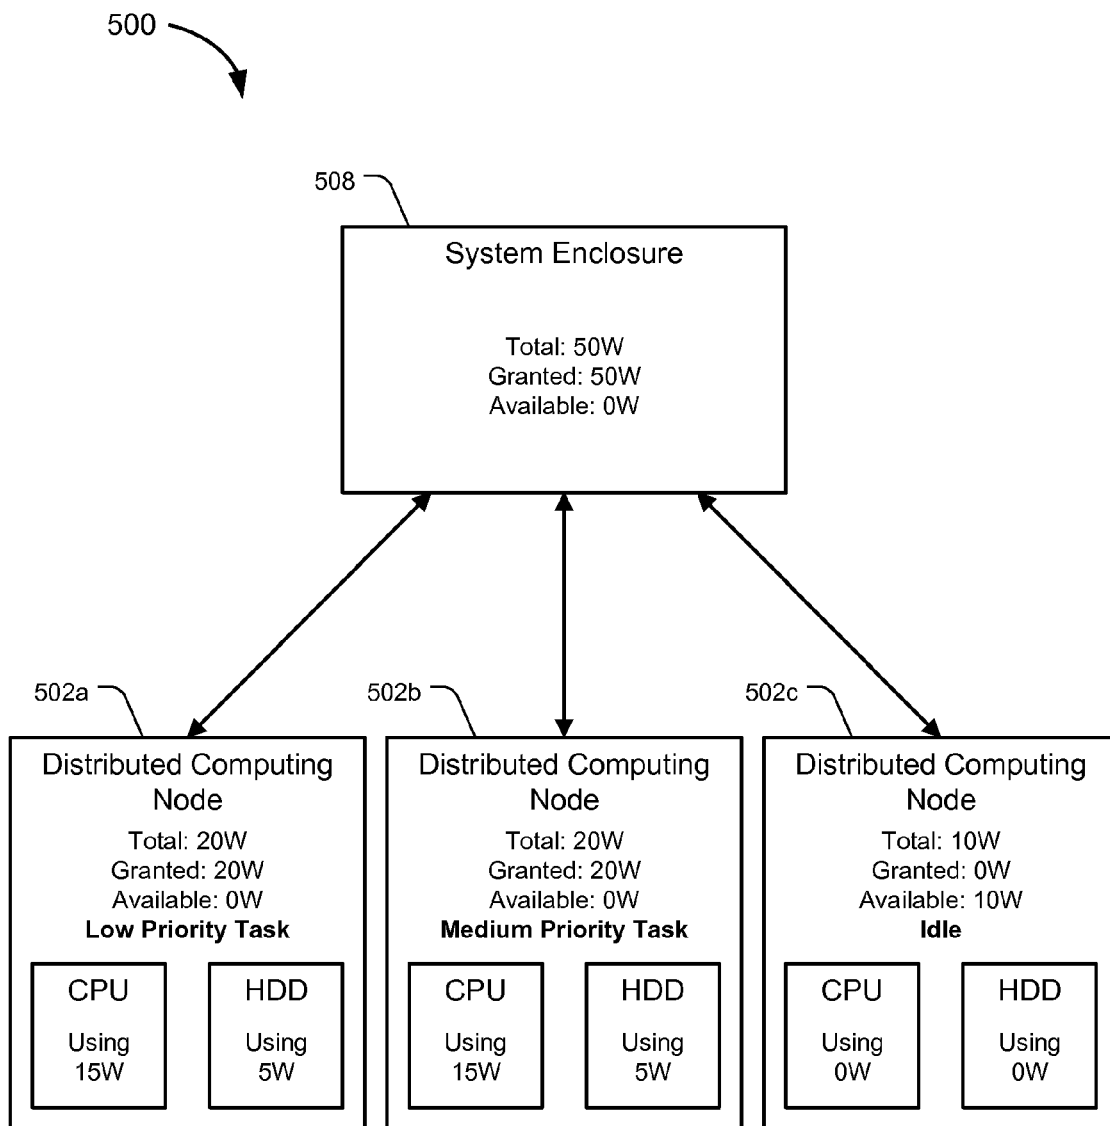 500
508
System Enclosure
Total: 50W
Granted: 50W
Available: 0W
502a
Distributed Computing
Node
Total: 20W
Granted: 20W
Available: 0W
Low Priority Task
CPU
Using
15W
HDD
Using
5W
502b
Distributed Computing
Node
Total: 20W
Granted: 20W
Available: 0W
Medium Priority Task
CPU
Using
15W
HDD
Using
5W
502c
Distributed Computing
Node
Total: 10W
Granted: 0W
Available: 10W
Idle
CPU
Using
0W
HDD
Using
0W